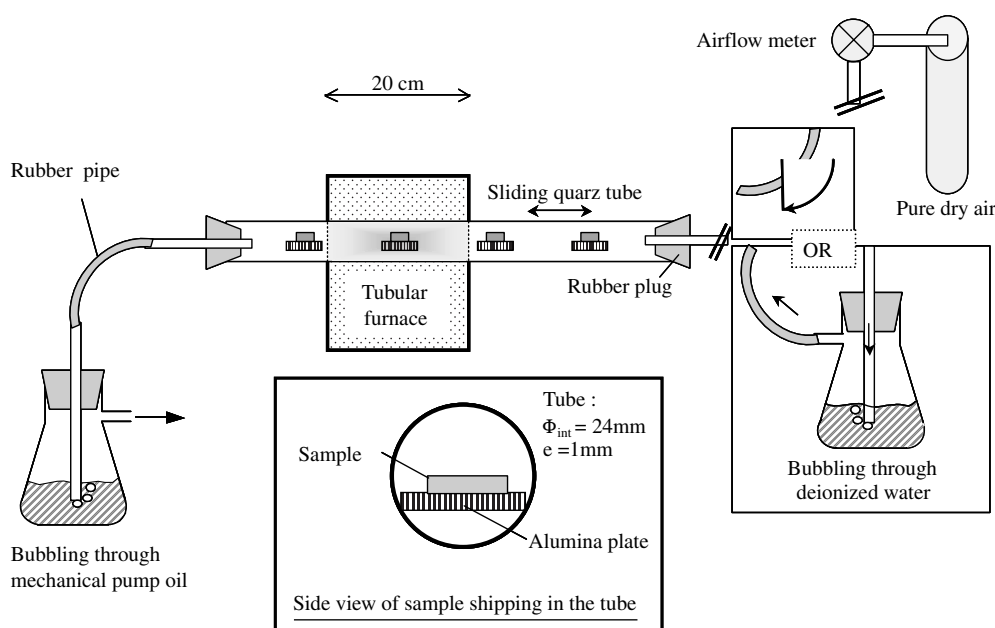 Airflow meter
20 cm
Rubber pipe
Sliding quarz tube
Pure dry air
OR
Rubber plug
Tubular
furnace
Tube :
Φint = 24mm
e =1mm
Sample
Bubbling through
deionized water
Alumina plate
Bubbling through
mechanical pump oil
Side view of sample shipping in the tube